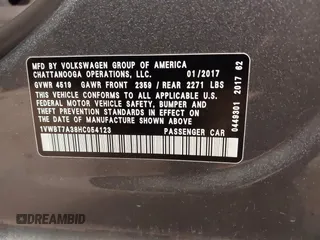 MFD BY VOLKSWAGEN GROUP OF AMERICA
CHATTANOOGA OPERATIONS, LLC. 01/2017
GVWR 4519 GAWR FRONT 2359 / REAR 2271 LBS
THIS VEHICLE CONFORMS TO ALL APPLICABLE U.S.
FEDERAL MOTOR VEHICLE SAFETY, BUMPER AND
THEFT PREVENTION STANDARDS IN EFFECT ON THE
DATE OF MANUFACTURE SHOWN ABOVE.
1VWBT7A38HC054123 PASSENGER CAR
0449301 2017 02
DREAMBID